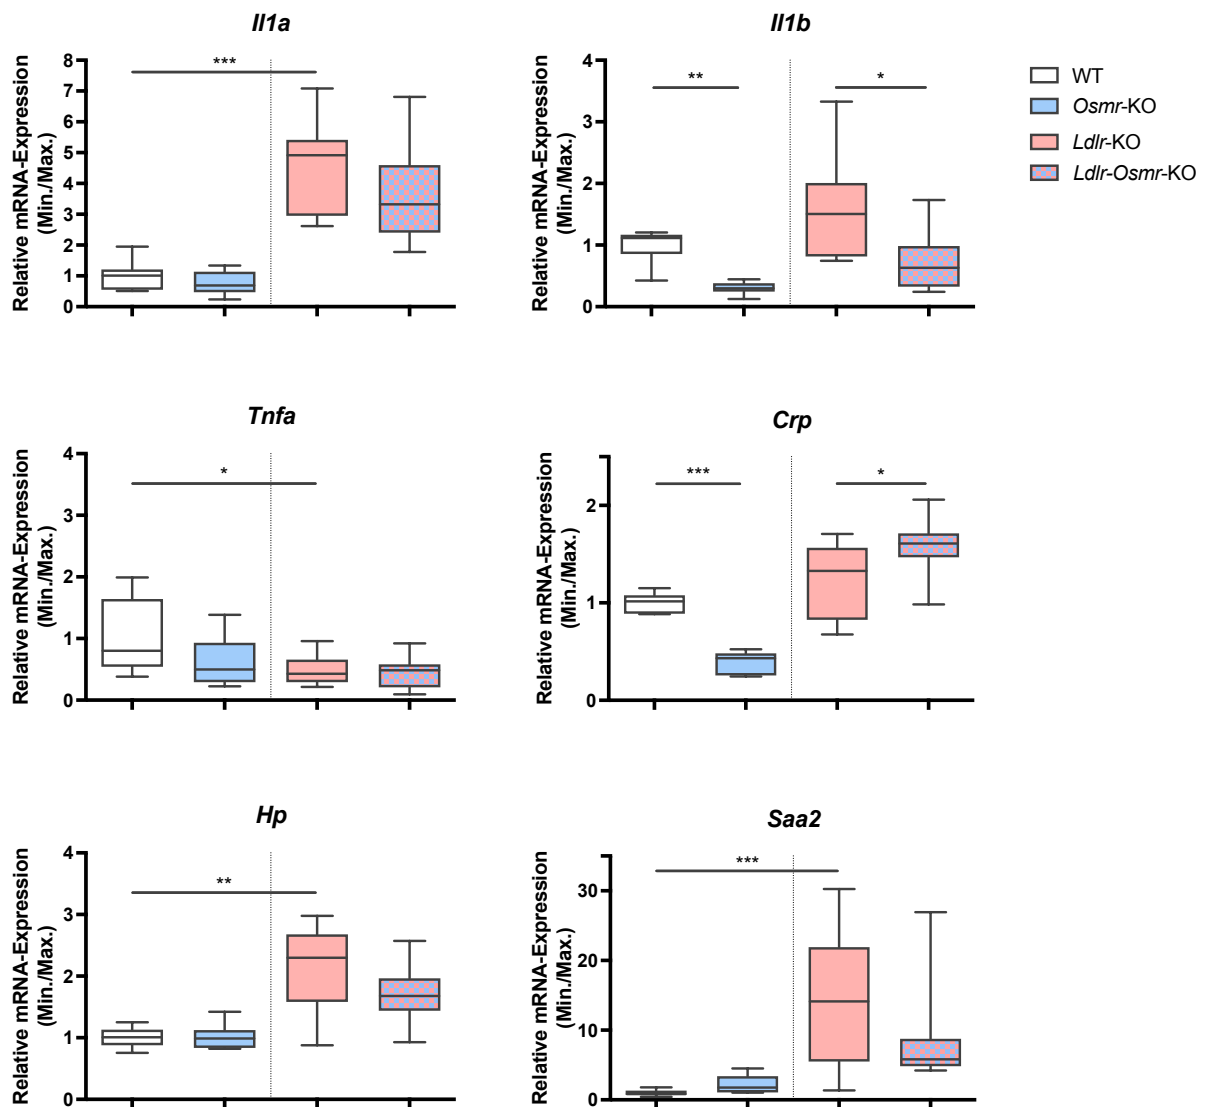 Il1a
Relative mRNA-Expression
(Min./Max.)
8
7
6
5
4
3
2
1
0
***
Il1b
Relative mRNA-Expression
(Min./Max.)
4
3
2
1
0
**
*
WT
Osmr-KO
Ldlr-KO
Ldlr-Osmr-KO
Tnfa
Relative mRNA-Expression
(Min./Max.)
4
3
2
1
0
*
Crp
Relative mRNA-Expression
(Min./Max.)
2
1
0
***
*
Hp
Relative mRNA-Expression
(Min./Max.)
4
3
2
1
0
**
Saa2
Relative mRNA-Expression
(Min./Max.)
30
20
10
0
***